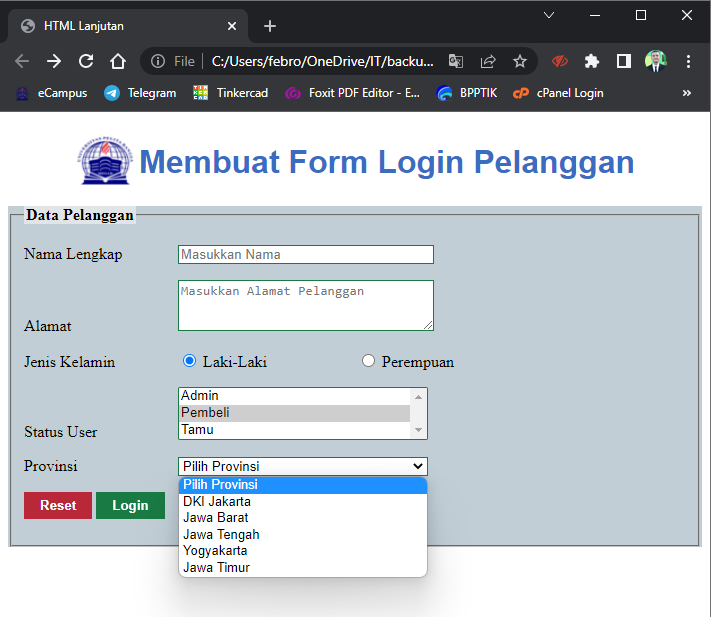 HTML Lanjutan
File
C:/Users/febro/OneDrive/IT/backu...
eCampus
Telegram
Tinkercad
Foxit PDF Editor - E...
BPPTIK
cPanel Login
»
Membuat Form Login Pelanggan
Data Pelanggan
Nama Lengkap
Masukkan Nama
Masukkan Alamat Pelanggan
Alamat
Jenis Kelamin
Laki-Laki
Perempuan
Admin
Pembeli
Tamu
Status User
Provinsi
Pilih Provinsi
Pilih Provinsi
DKI Jakarta
Jawa Barat
Jawa Tengah
Yogyakarta
Jawa Timur
Reset
Login